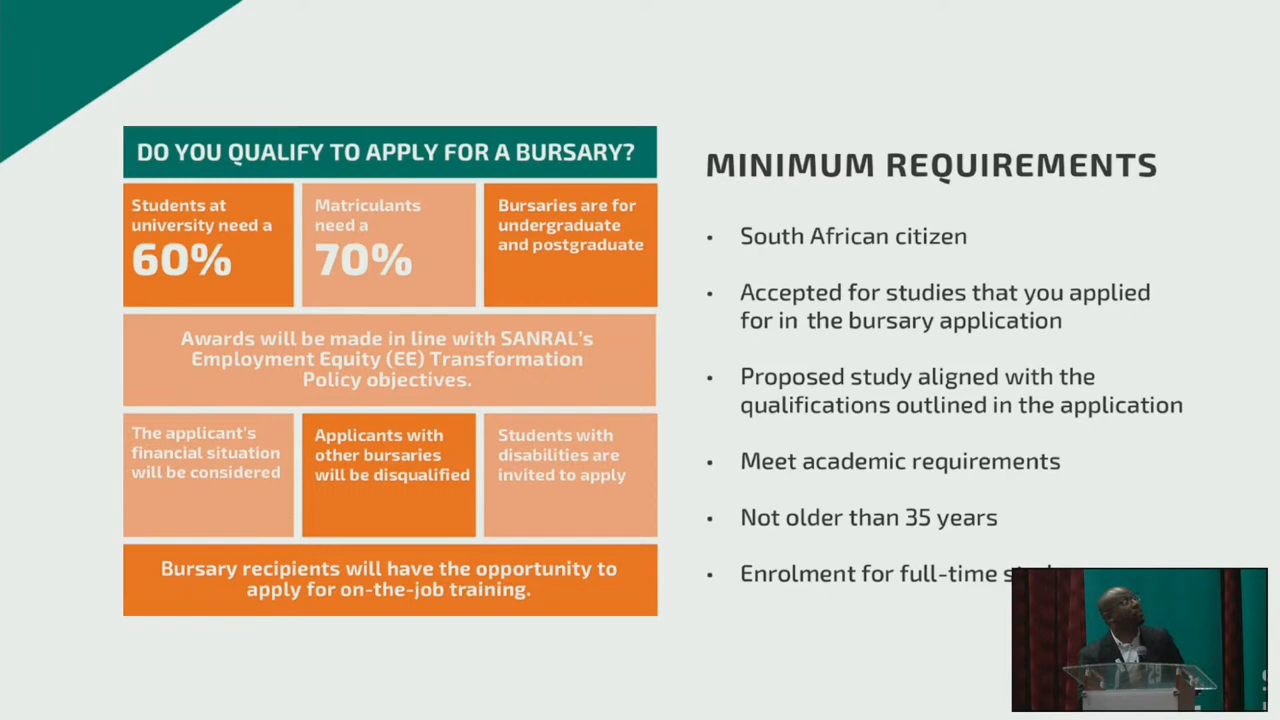 DO YOU QUALIFY TO APPLY FOR A BURSARY?
Students at
university need a
60%
Matriculants
need a
70%
Bursaries are for
undergraduate
and postgraduate
Awards will be made in line with SANRAL's
Employment Equity (EE) Transformation
Policy objectives.
The applicant's
financial situation
will be considered
Applicants with
other bursaries
will be disqualified
Students with
disabilities are
invited to apply
Bursary recipients will have the opportunity to
apply for on-the-job training.
MINIMUM REQUIREMENTS
• South African citizen
• Accepted for studies that you applied
for in the bursary application
• Proposed study aligned with the
qualifications outlined in the application
• Meet academic requirements
• Not older than 35 years
• Enrolment for full-time